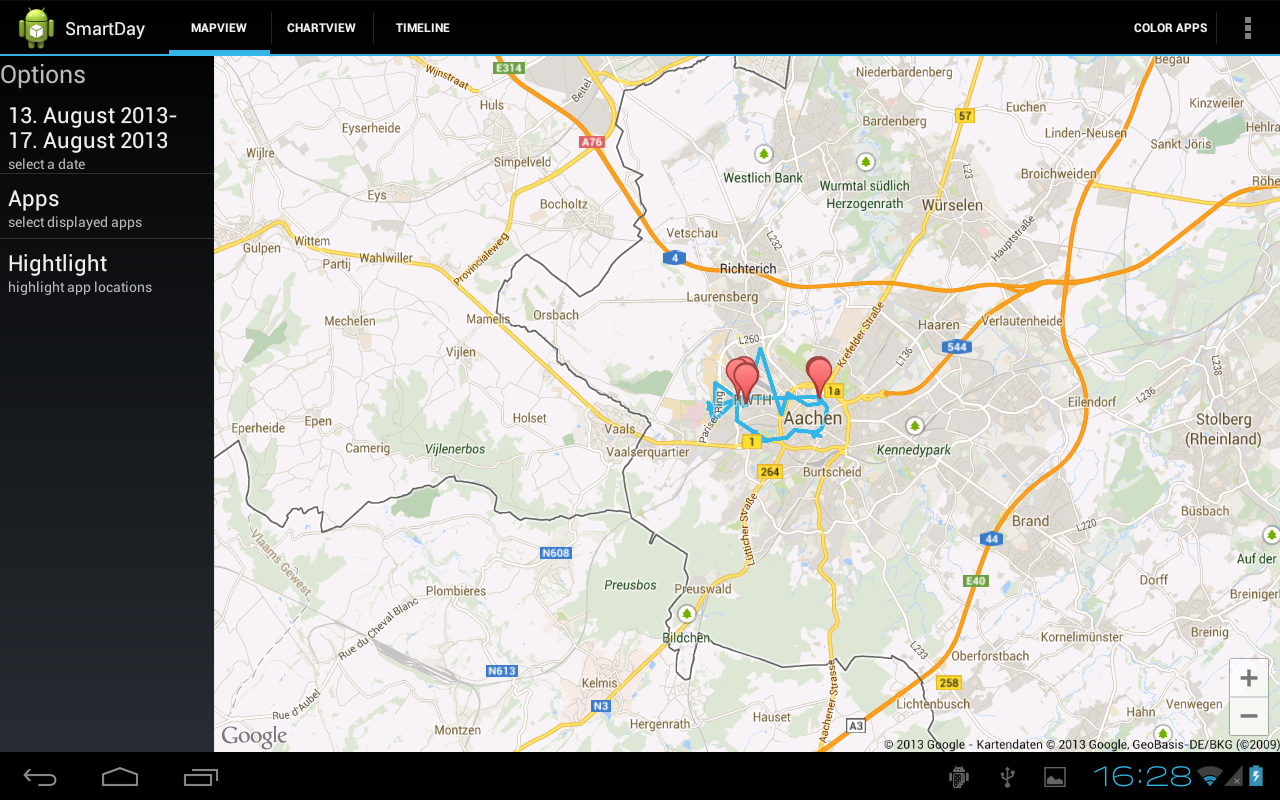 SmartDay
MAPVIEW
CHARTVIEW
TIMELINE
COLOR APPS
Options
13. August 2013-
17. August 2013
select a date
Apps
select displayed apps
Hightlight
highlight app locations
E314
Wijnstraat
Beitel
Huls
Eyserheide
A76
Wijlre
Simpelveld
Eys
Bocholtz
Gulpen
Wittem
Partij
Wahlwiller
Provincialeweg
Mechelen
Mamelis
Orsbach
Vijlen
Eperheide
Epen
Camerig
Vijlenerbos
Holset
Vaals
Vaalserquartier
Niederbardenberg
Begau
Kinzweiler
Euchen
57
Bardenberg
Linden-Neusen
Sankt Jöris
Westlich Bank
Wurmtal südlich
Herzogenrath
L23
Broichweiden
Würselen
Vetschau
L232
Hauptstraße
4
Richterich
Laurensberg
Krefelder Straße
Haaren
Verlautenheide
L260
L136
544
L238
RWTH
1a
Aachen
Pariser Ring
1
264
Burtscheid
Kennedypark
Eilendorf
L236
Stolberg
(Rheinland)
Brand
L220
Büsbach
44
Auf der
Lütticher Straße
N608
Vaams Gewest
Plombières
Preusbos
Preuswald
E40
Dorff
Bildchen
Rue du Cheval Blanc
Kornelimünster
Breinig
L233
Oberforstbach
N613
Kelmis
258
Lichtenbusch
Hahn
Venwegen
N3
Rue d'Aubel
Montzen
Hergenrath
Hauset
Aachener Strasse
A3
Google
+
−
© 2013 Google - Kartendaten © 2013 Google, GeoBasis-DE/BKG (©2009)
16:28